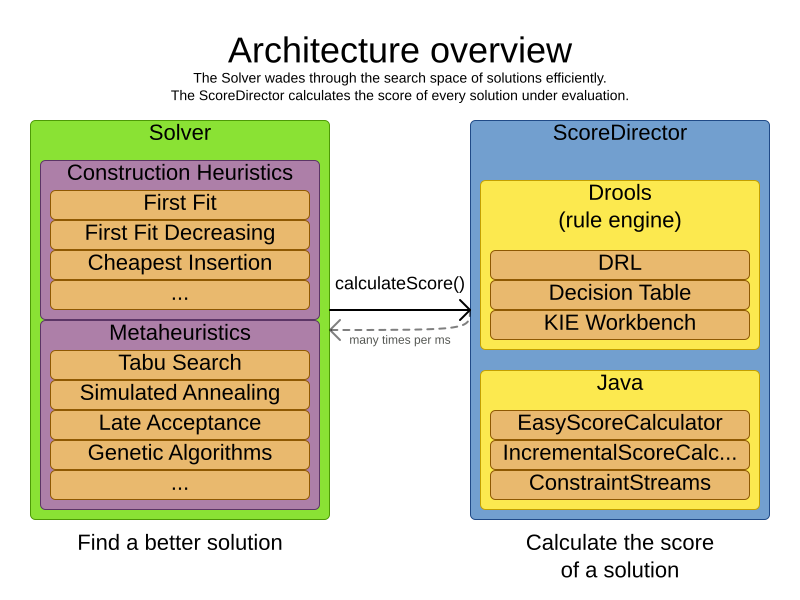 Architecture overview
The Solver wades through the search space of solutions efficiently.
The ScoreDirector calculates the score of every solution under evaluation.
Solver
Construction Heuristics
First Fit
First Fit Decreasing
Cheapest Insertion
...
Metaheuristics
Tabu Search
Simulated Annealing
Late Acceptance
Genetic Algorithms
...
Find a better solution
calculateScore()
many times per ms
ScoreDirector
Drools
(rule engine)
DRL
Decision Table
KIE Workbench
Java
EasyScoreCalculator
IncrementalScoreCalc...
ConstraintStreams
Calculate the score
of a solution